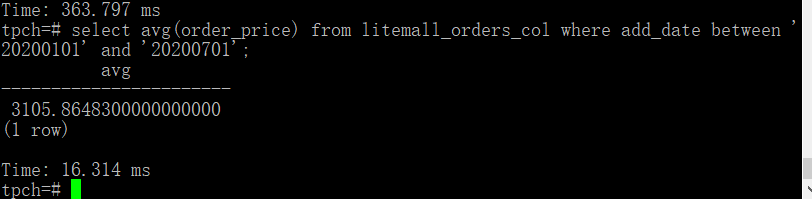 Time: 363.797 ms
tpch=# select avg(order_price) from litemall_orders_col where add_date between '
20200101' and '20200701';
          avg
-----------------------
 3105.8648300000000000
(1 row)

Time: 16.314 ms
tpch=#